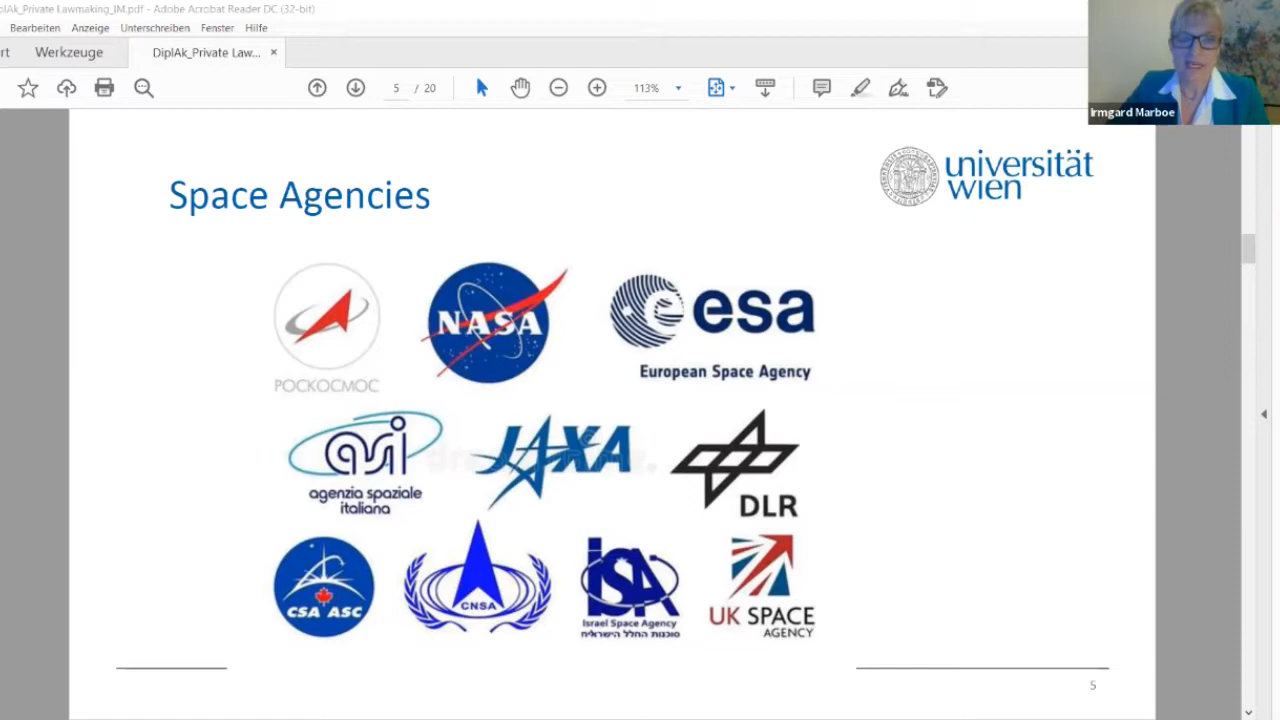 plAk_Private Lawmaking_IM.pdf - Adobe Acrobat Reader DC (32-bit)
Bearbeiten Anzeige Unterschreiben Fenster Hilfe
rt Werkzeuge DiplAk_Private Law... ×
5 / 20 113%
Irmgard Marboe
universität
wien
Space Agencies
РОСКОСМОС
NASA
esa
European Space Agency
asi
agenzia spaziale
italiana
JAXA
DLR
CSA ASC
CNSA
ISA
Israel Space Agency
סוכנות החלל הישראלית
UK SPACE
AGENCY
5